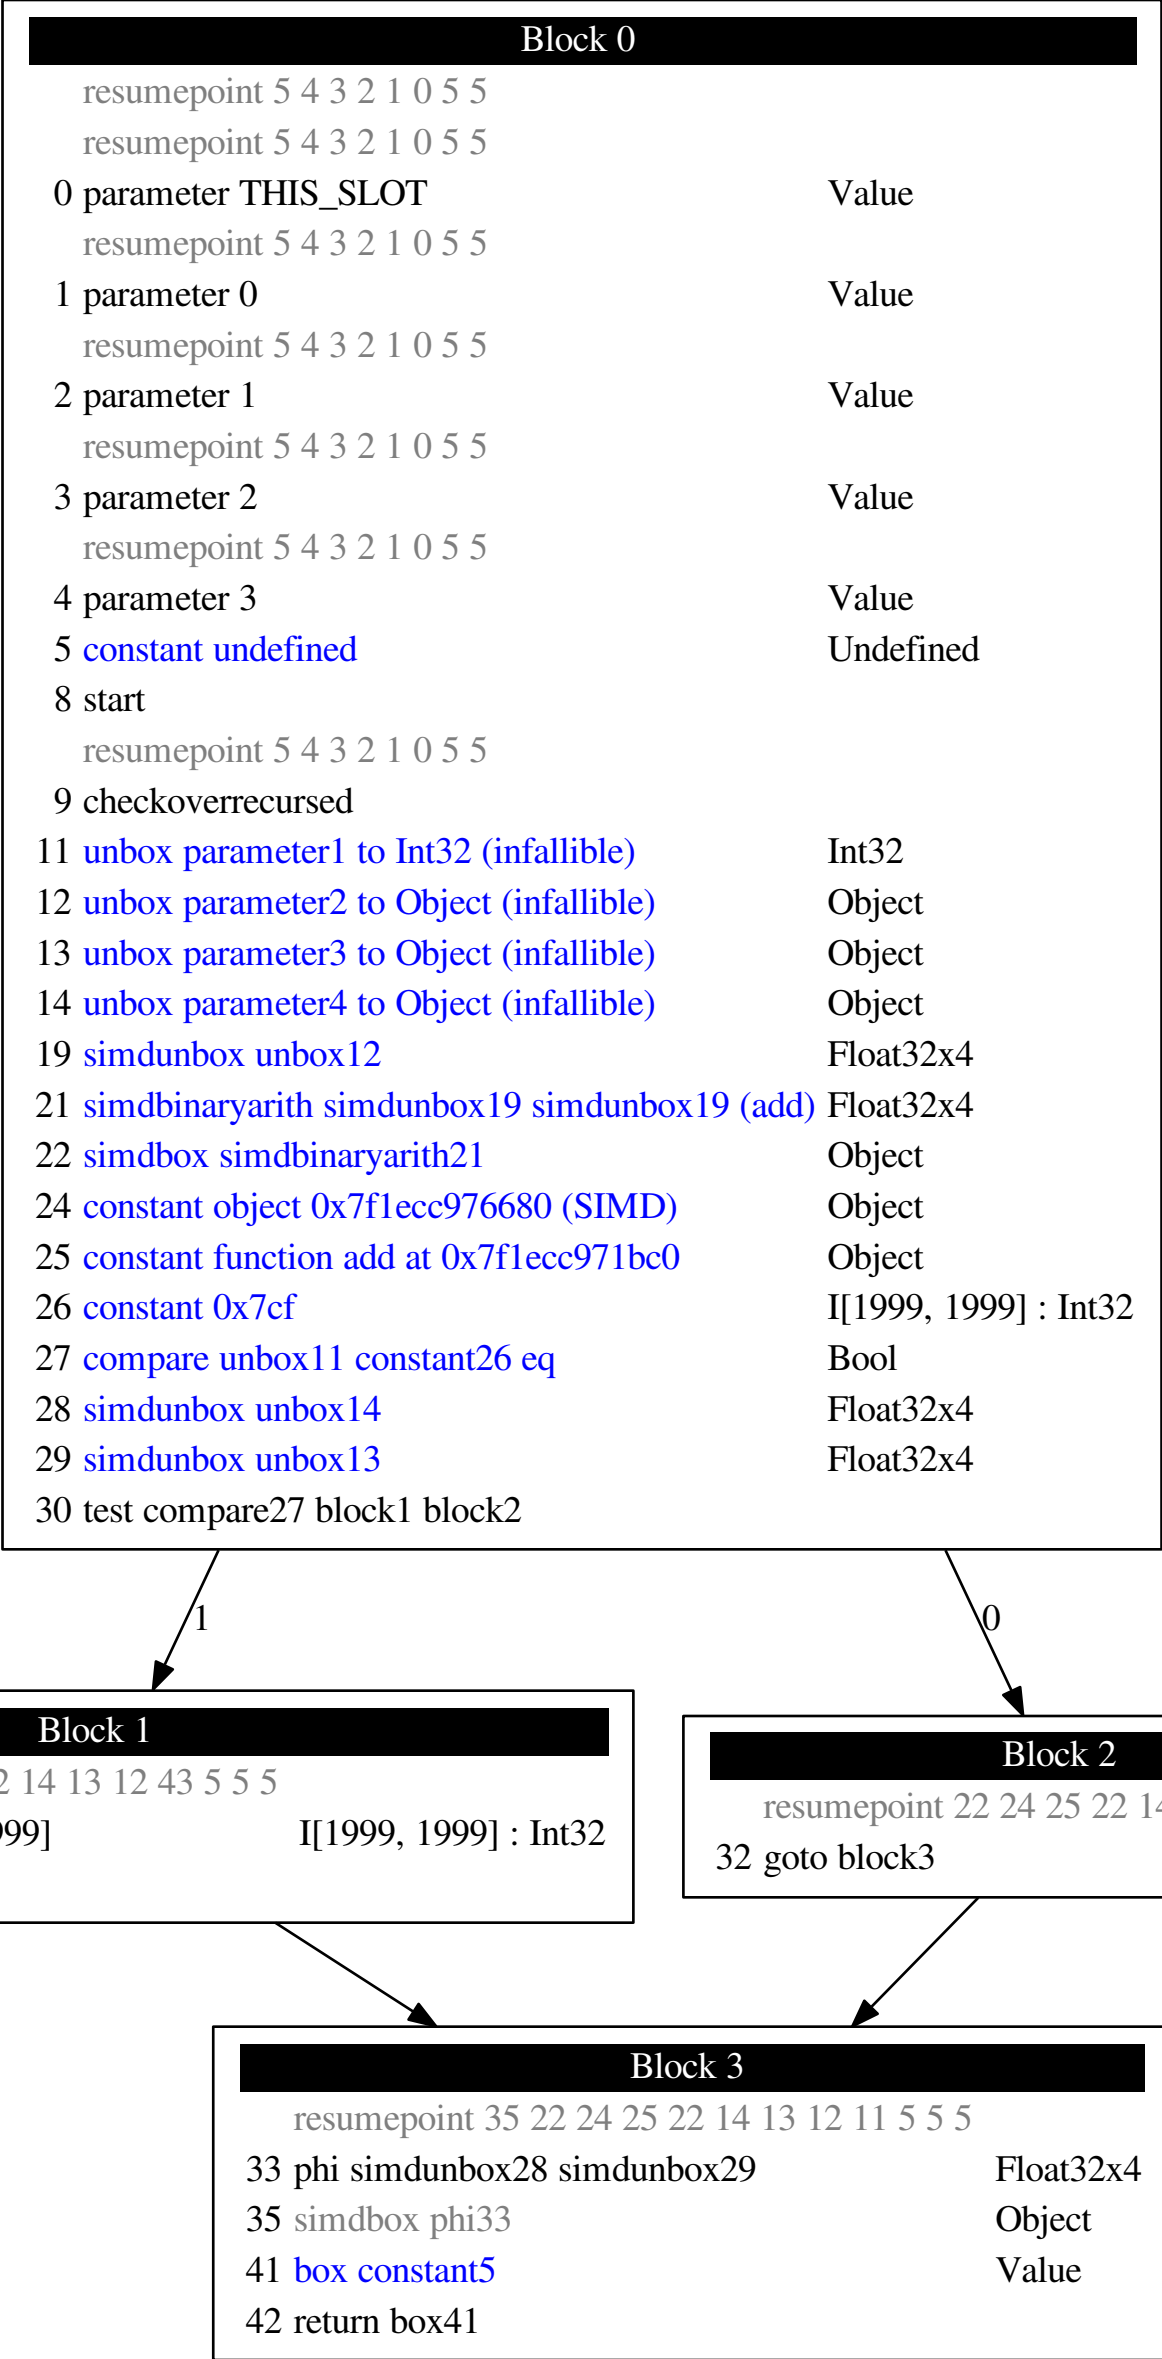 Block 0
resumepoint 5 4 3 2 1 0 5 5
resumepoint 5 4 3 2 1 0 5 5
0 parameter THIS_SLOT Value
resumepoint 5 4 3 2 1 0 5 5
1 parameter 0 Value
resumepoint 5 4 3 2 1 0 5 5
2 parameter 1 Value
resumepoint 5 4 3 2 1 0 5 5
3 parameter 2 Value
resumepoint 5 4 3 2 1 0 5 5
4 parameter 3 Value
5 constant undefined Undefined
8 start
resumepoint 5 4 3 2 1 0 5 5
9 checkoverrecursed
11 unbox parameter1 to Int32 (infallible) Int32
12 unbox parameter2 to Object (infallible) Object
13 unbox parameter3 to Object (infallible) Object
14 unbox parameter4 to Object (infallible) Object
19 simdunbox unbox12 Float32x4
21 simdbinaryarith simdunbox19 simdunbox19 (add) Float32x4
22 simdbox simdbinaryarith21 Object
24 constant object 0x7f1ecc976680 (SIMD) Object
25 constant function add at 0x7f1ecc971bc0 Object
26 constant 0x7cf I[1999, 1999] : Int32
27 compare unbox11 constant26 eq Bool
28 simdunbox unbox14 Float32x4
29 simdunbox unbox13 Float32x4
30 test compare27 block1 block2
1
0
Block 1
2 14 13 12 43 5 5 5
999] I[1999, 1999] : Int32
Block 2
resumepoint 22 24 25 22 14
32 goto block3
Block 3
resumepoint 35 22 24 25 22 14 13 12 11 5 5 5
33 phi simdunbox28 simdunbox29 Float32x4
35 simdbox phi33 Object
41 box constant5 Value
42 return box41